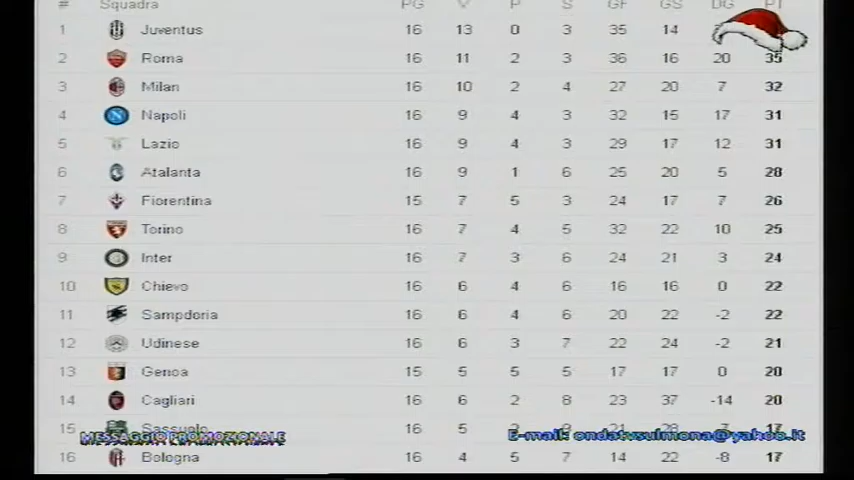 # Squadra PG V P S GF GS DG PT
1 Juventus 16 13 0 3 35 14
2 Roma 16 11 2 3 36 16 20 35
3 Milan 16 10 2 4 27 20 7 32
4 Napoli 16 9 4 3 32 15 17 31
5 Lazio 16 9 4 3 29 17 12 31
6 Atalanta 16 9 1 6 25 20 5 28
7 Fiorentina 15 7 5 3 24 17 7 26
8 Torino 16 7 4 5 32 22 10 25
9 Inter 16 7 3 6 24 21 3 24
10 Chievo 16 6 4 6 16 16 0 22
11 Sampdoria 16 6 4 6 20 22 -2 22
12 Udinese 16 6 3 7 22 24 -2 21
13 Genoa 15 5 5 5 17 17 0 20
14 Cagliari 16 6 2 8 23 37 -14 20
15 Sassuolo 16 5 2 9 21 28 -7 17
MESSAGGIO PROMOZIONALE E-mail: ondatvsulmona@yahoo.it
16 Bologna 16 4 5 7 14 22 -8 17